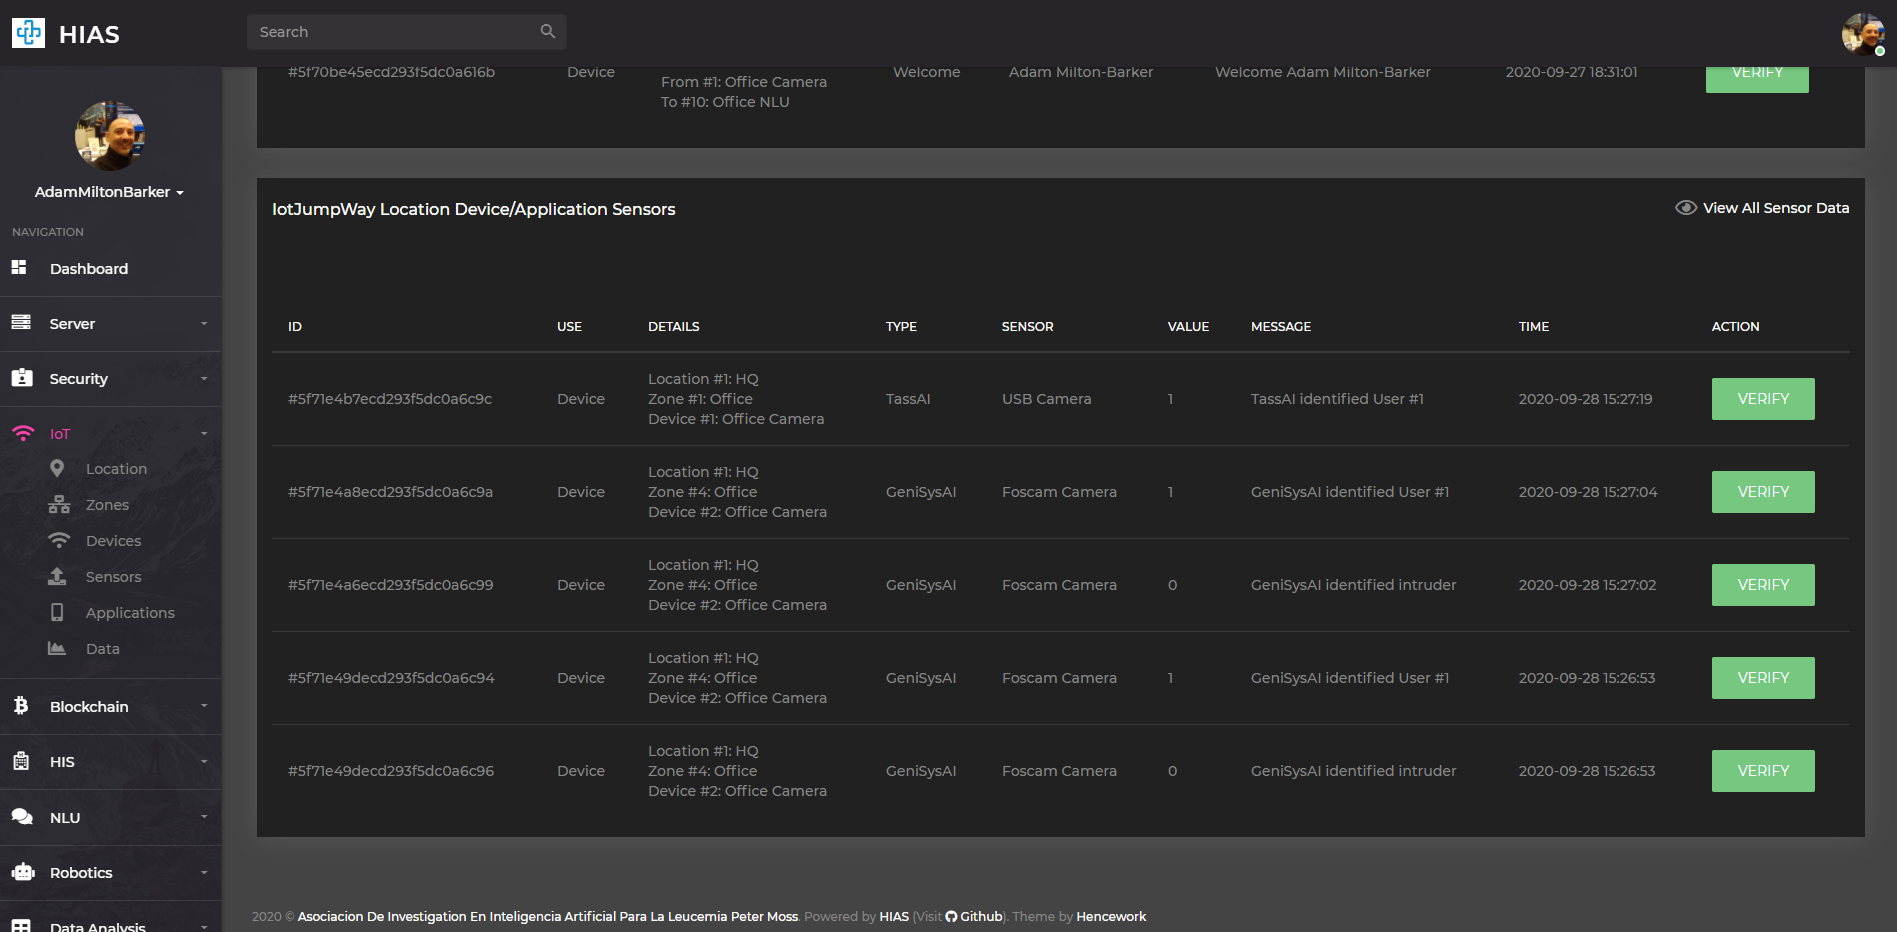 HIAS
Search
AdamMiltonBarker
NAVIGATION
Dashboard
Server
Security
IoT
Location
Zones
Devices
Sensors
Applications
Data
Blockchain
HIS
NLU
Robotics
Data Analysis
#5f70be45ecd293f5dc0a616b Device Welcome Adam Milton-Barker Welcome Adam Milton-Barker 2020-09-27 18:31:01 VERIFY
From #1: Office Camera
To #10: Office NLU
IotJumpWay Location Device/Application Sensors
View All Sensor Data
ID USE DETAILS TYPE SENSOR VALUE MESSAGE TIME ACTION
Location #1: HQ
#5f71e4b7ecd293f5dc0a6c9c Device Zone #1: Office TassAI USB Camera 1 TassAI identified User #1 2020-09-28 15:27:19 VERIFY
Device #1: Office Camera
Location #1: HQ
#5f71e4a8ecd293f5dc0a6c9a Device Zone #4: Office GeniSysAI Foscam Camera 1 GeniSysAI identified User #1 2020-09-28 15:27:04 VERIFY
Device #2: Office Camera
Location #1: HQ
#5f71e4a6ecd293f5dc0a6c99 Device Zone #4: Office GeniSysAI Foscam Camera 0 GeniSysAI identified intruder 2020-09-28 15:27:02 VERIFY
Device #2: Office Camera
Location #1: HQ
#5f71e49decd293f5dc0a6c94 Device Zone #4: Office GeniSysAI Foscam Camera 1 GeniSysAI identified User #1 2020-09-28 15:26:53 VERIFY
Device #2: Office Camera
Location #1: HQ
#5f71e49decd293f5dc0a6c96 Device Zone #4: Office GeniSysAI Foscam Camera 0 GeniSysAI identified intruder 2020-09-28 15:26:53 VERIFY
Device #2: Office Camera
2020 © Asociacion De Investigation En Inteligencia Artificial Para La Leucemia Peter Moss. Powered by HIAS (Visit Github). Theme by Hencework